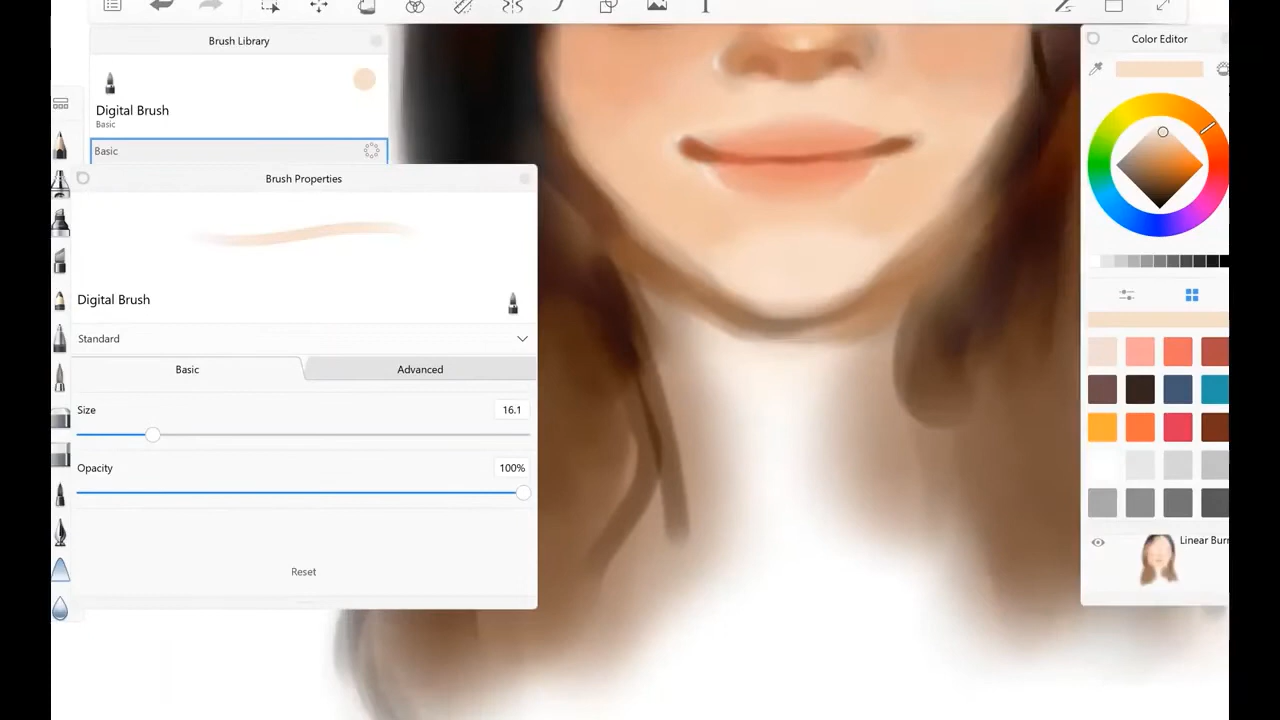 Brush Library
Color Editor
Digital Brush
Basic
Basic
Brush Properties
Digital Brush
Standard
Basic
Advanced
Size
16.1
Opacity
100%
Reset
Linear Burn